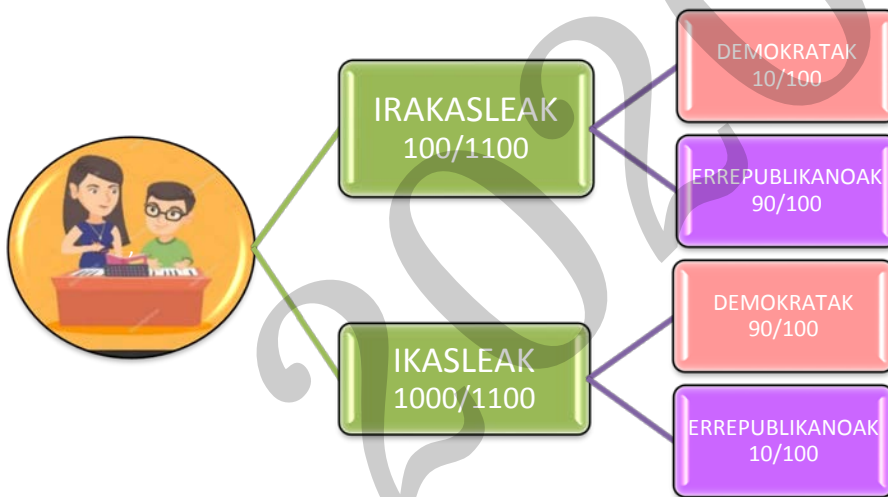 IRAKASLEAK
100/1100
DEMOKRATAK
10/100
ERREPUBLIKANOAK
90/100
IKASLEAK
1000/1100
DEMOKRATAK
90/100
ERREPUBLIKANOAK
10/100